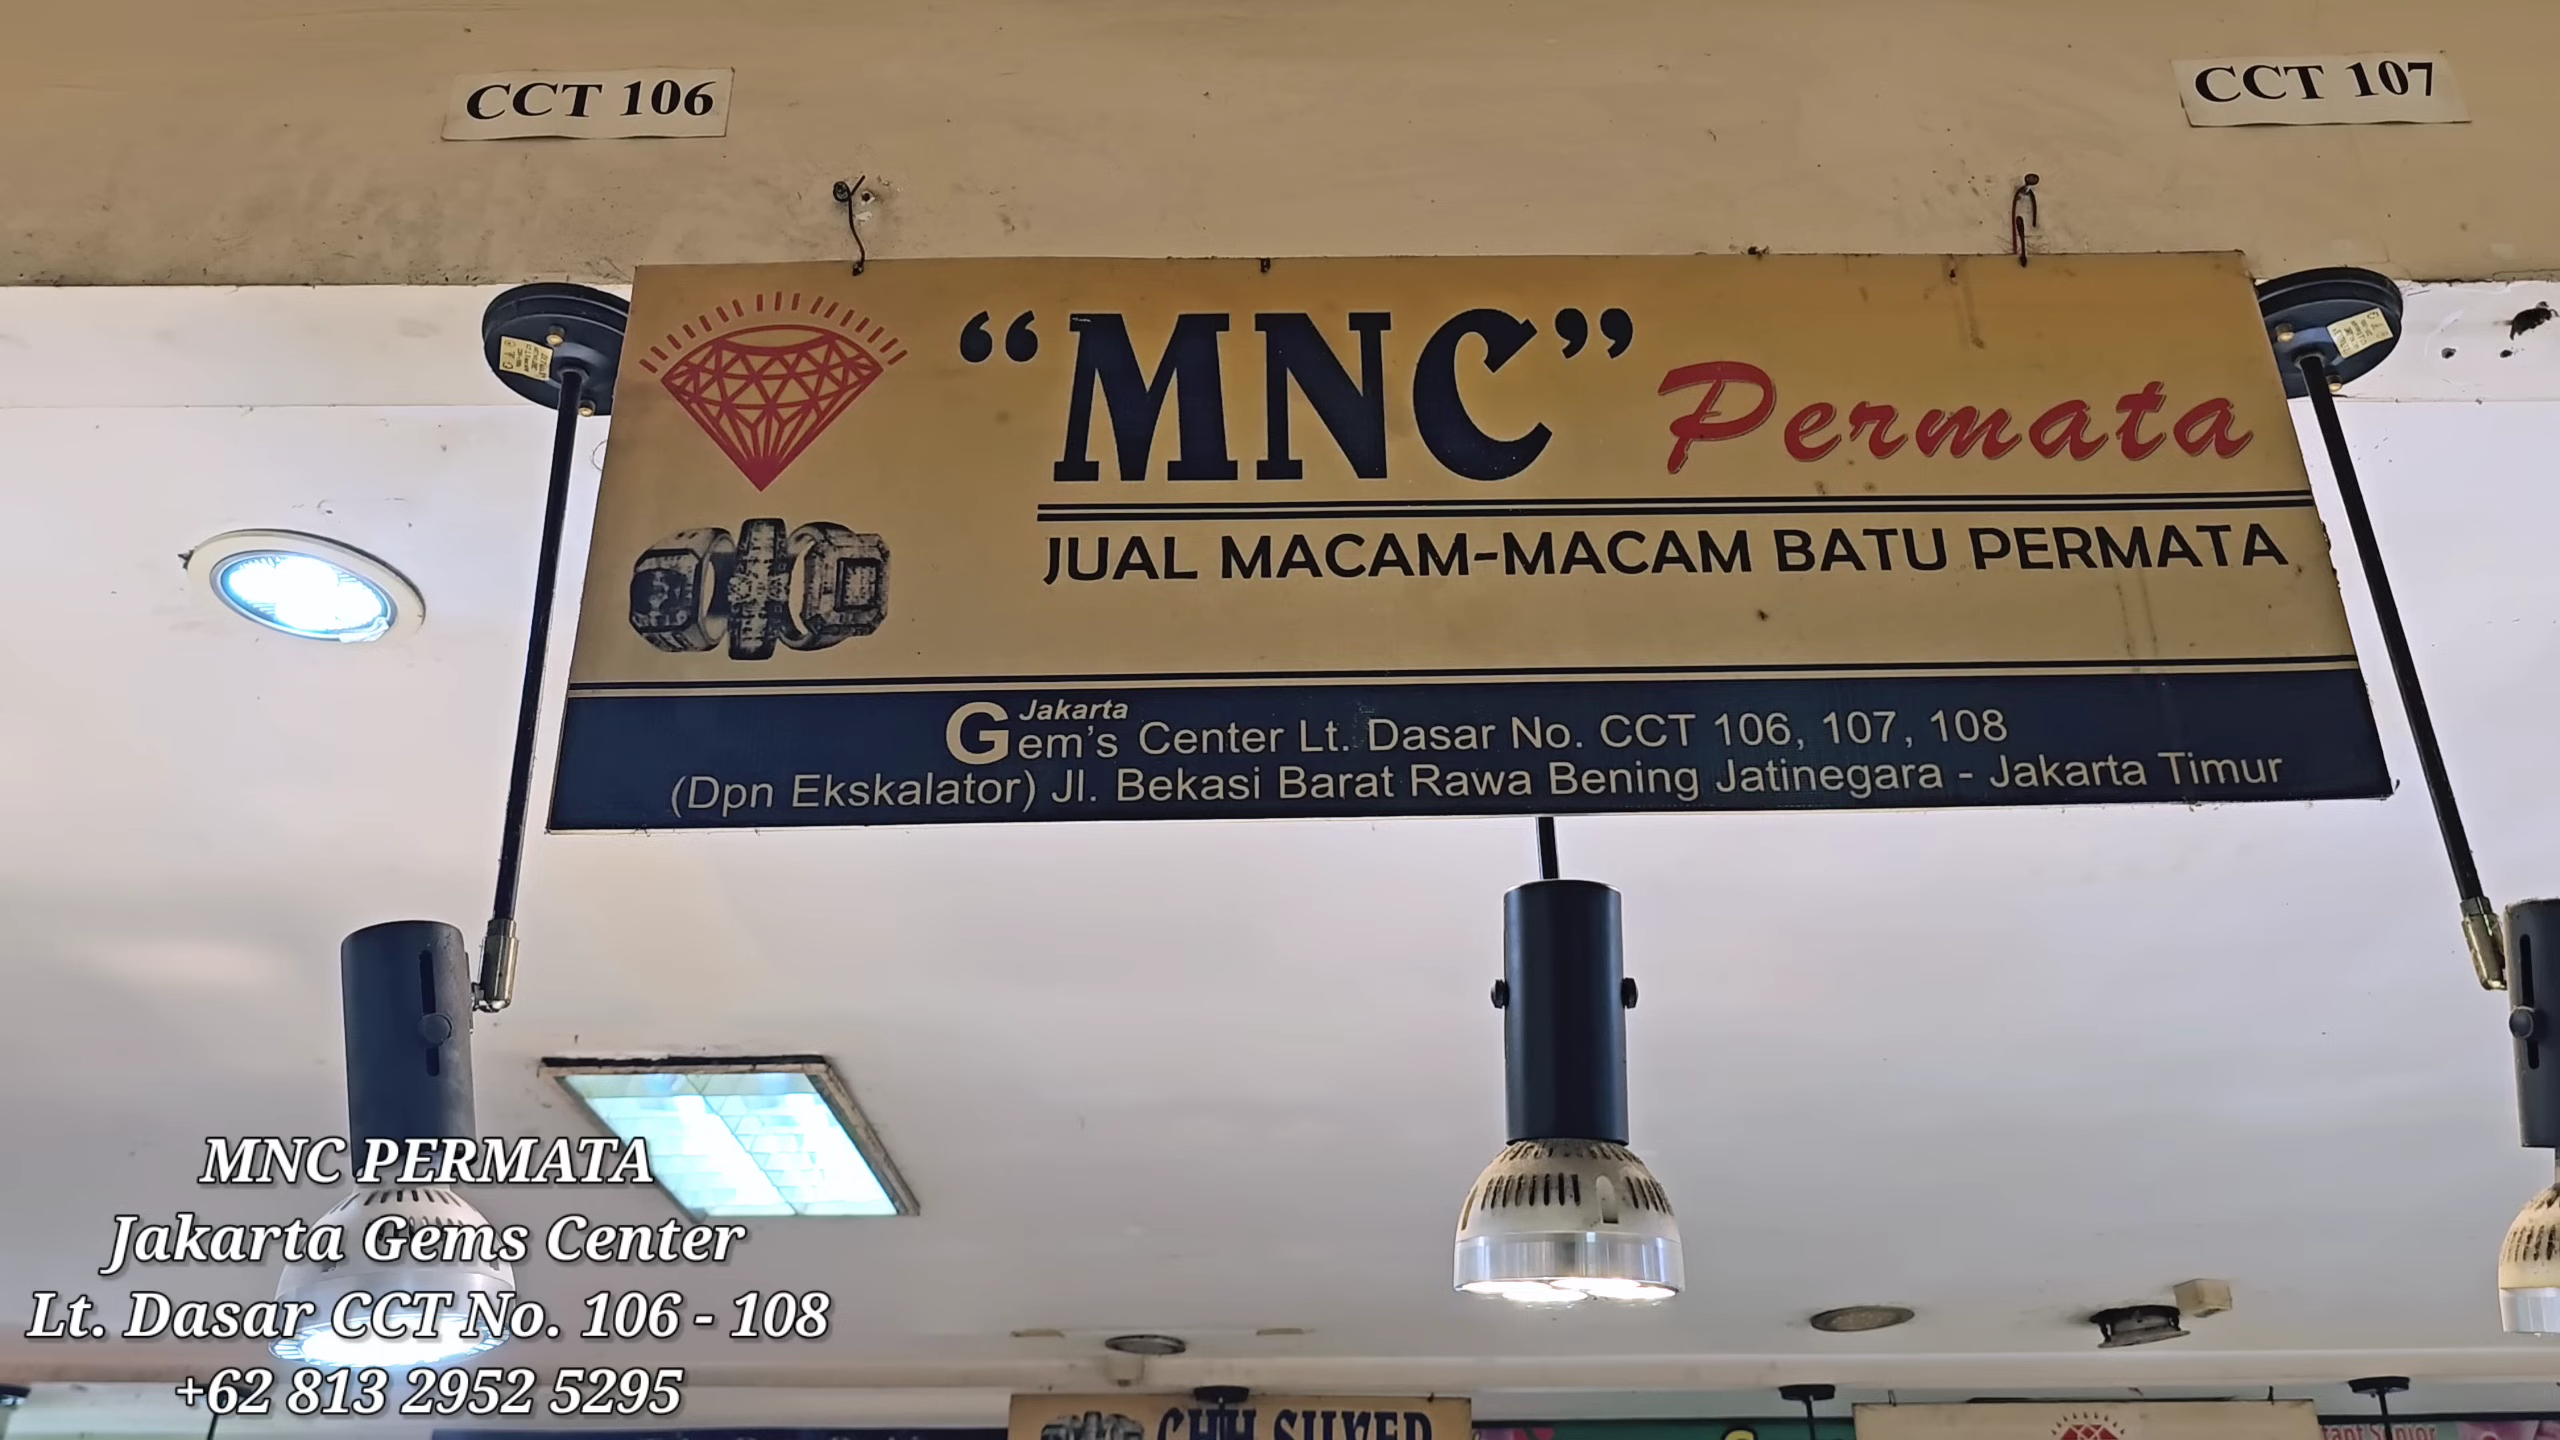 CCT 106
CCT 107
“MNC” Permata
JUAL MACAM-MACAM BATU PERMATA
Jakarta
Gem's Center Lt. Dasar No. CCT 106, 107, 108
(Dpn Ekskalator) Jl. Bekasi Barat Rawa Bening Jatinegara - Jakarta Timur
MNC PERMATA
Jakarta Gems Center
Lt. Dasar CCT No. 106 - 108
+62 813 2952 5295